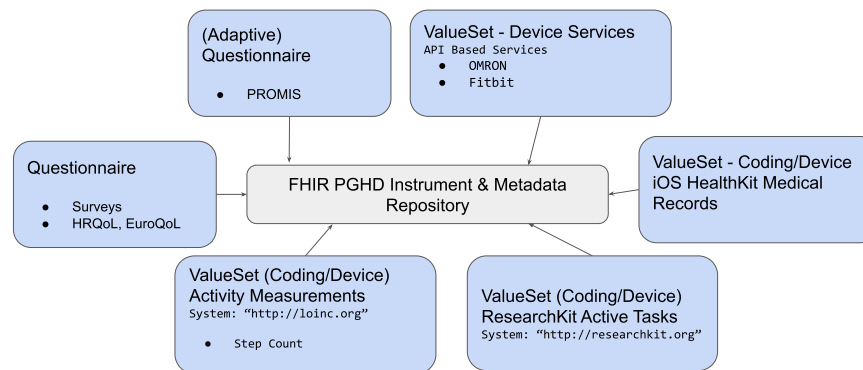 (Adaptive)
Questionnaire
● PROMIS
ValueSet - Device Services
API Based Services
● OMRON
● Fitbit
Questionnaire
● Surveys
● HRQoL, EuroQoL
FHIR PGHD Instrument & Metadata
Repository
ValueSet - Coding/Device
iOS HealthKit Medical
Records
ValueSet (Coding/Device)
Activity Measurements
System: “http://loinc.org”
● Step Count
ValueSet (Coding/Device)
ResearchKit Active Tasks
System: “http://researchkit.org”